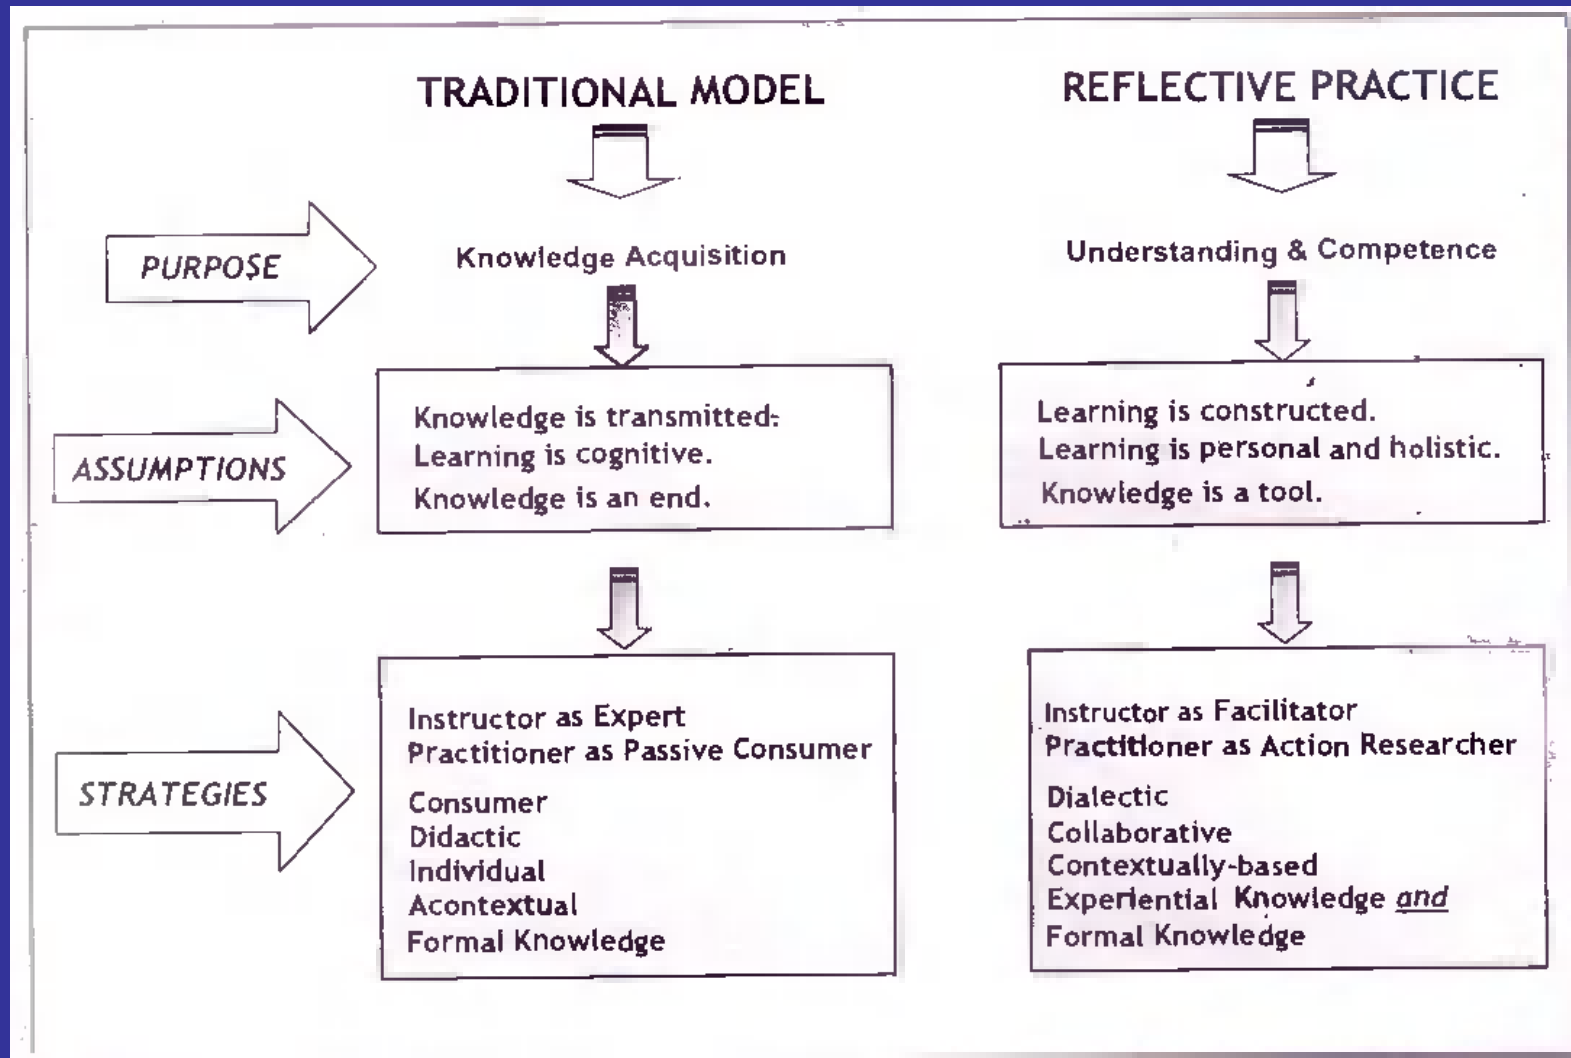 TRADITIONAL MODEL
REFLECTIVE PRACTICE
PURPOSE
Knowledge Acquisition
Understanding & Competence
ASSUMPTIONS
Knowledge is transmitted.
Learning is cognitive.
Knowledge is an end.
Learning is constructed.
Learning is personal and holistic.
Knowledge is a tool.
STRATEGIES
Instructor as Expert
Practitioner as Passive Consumer
Consumer
Didactic
Individual
Acontextual
Formal Knowledge
Instructor as Facilitator
Practitioner as Action Researcher
Dialectic
Collaborative
Contextually-based
Experiential Knowledge and
Formal Knowledge